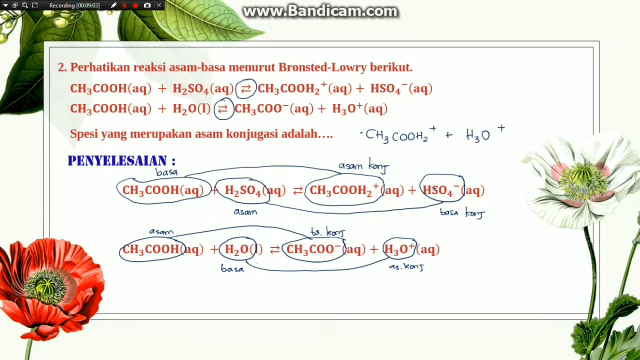 www.Bandicam.com
Recording [00:09:03]
2. Perhatikan reaksi asam-basa menurut Bronsted-Lowry berikut.
CH₃COOH(aq) + H₂SO₄(aq) ⇄ CH₃COOH₂⁺(aq) + HSO₄⁻(aq)
CH₃COOH(aq) + H₂O(l) ⇄ CH₃COO⁻(aq) + H₃O⁺(aq)
Spesi yang merupakan asam konjugasi adalah.... · CH₃COOH₂⁺ + H₃O⁺
PENYELESAIAN :
basa asam konj
CH₃COOH(aq) + H₂SO₄(aq) ⇄ CH₃COOH₂⁺(aq) + HSO₄⁻(aq)
asam basa konj
asam bs. konj
CH₃COOH(aq) + H₂O(l) ⇄ CH₃COO⁻(aq) + H₃O⁺(aq)
basa as. konj